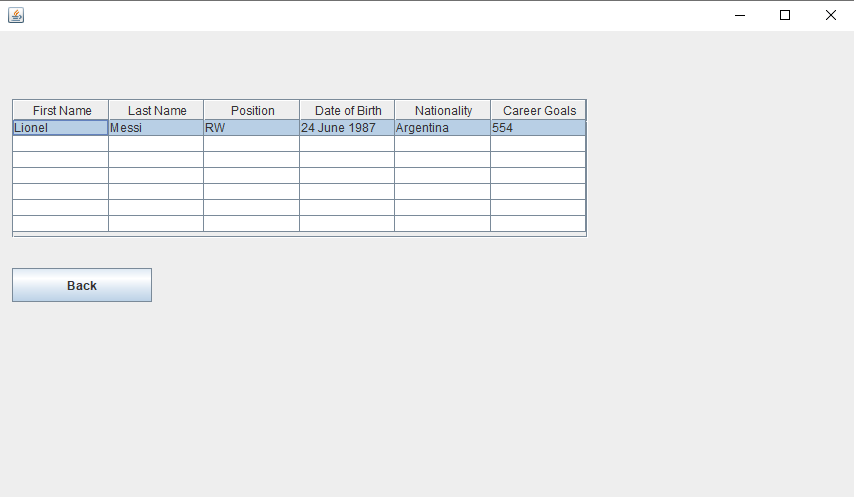 First Name Last Name Position Date of Birth Nationality Career Goals
Lionel Messi RW 24 June 1987 Argentina 554
Back